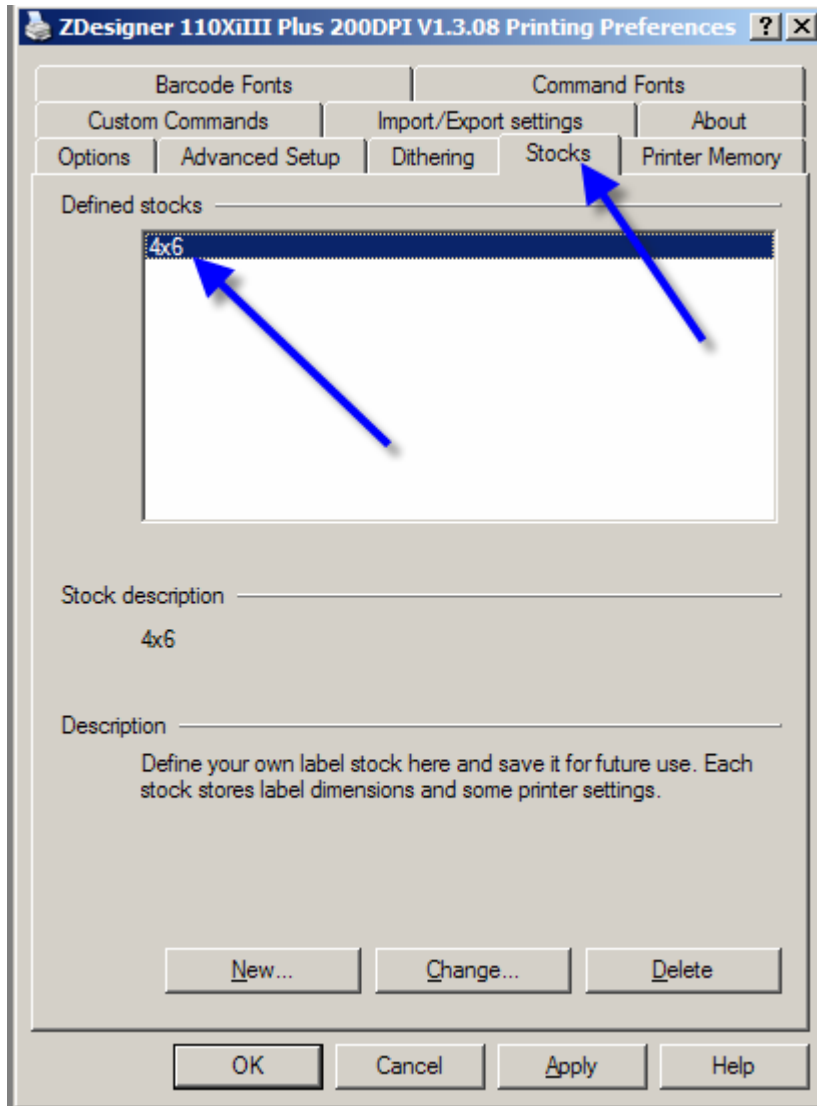 ZDesigner 110XiIII Plus 200DPI V1.3.08 Printing Preferences ? X
Barcode Fonts Command Fonts
Custom Commands Import/Export settings About
Options Advanced Setup Dithering Stocks Printer Memory
Defined stocks
4x6
Stock description
4x6
Description
Define your own label stock here and save it for future use. Each
stock stores label dimensions and some printer settings.
New... Change... Delete
OK Cancel Apply Help